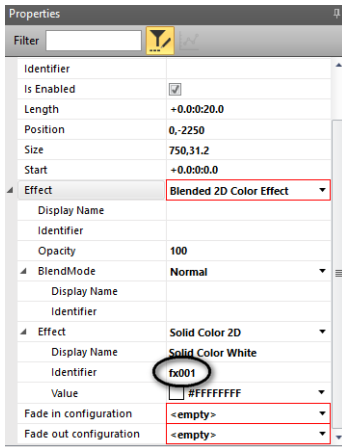 Properties
Filter
Identifier
Is Enabled
Length +0.0:0:20.0
Position 0,-2250
Size 750,31.2
Start +0.0:0:0.0
Effect Blended 2D Color Effect
Display Name
Identifier
Opacity 100
BlendMode Normal
Display Name
Identifier
Effect Solid Color 2D
Display Name Solid Color White
Identifier fx001
Value #FFFFFFFF
Fade in configuration <empty>
Fade out configuration <empty>